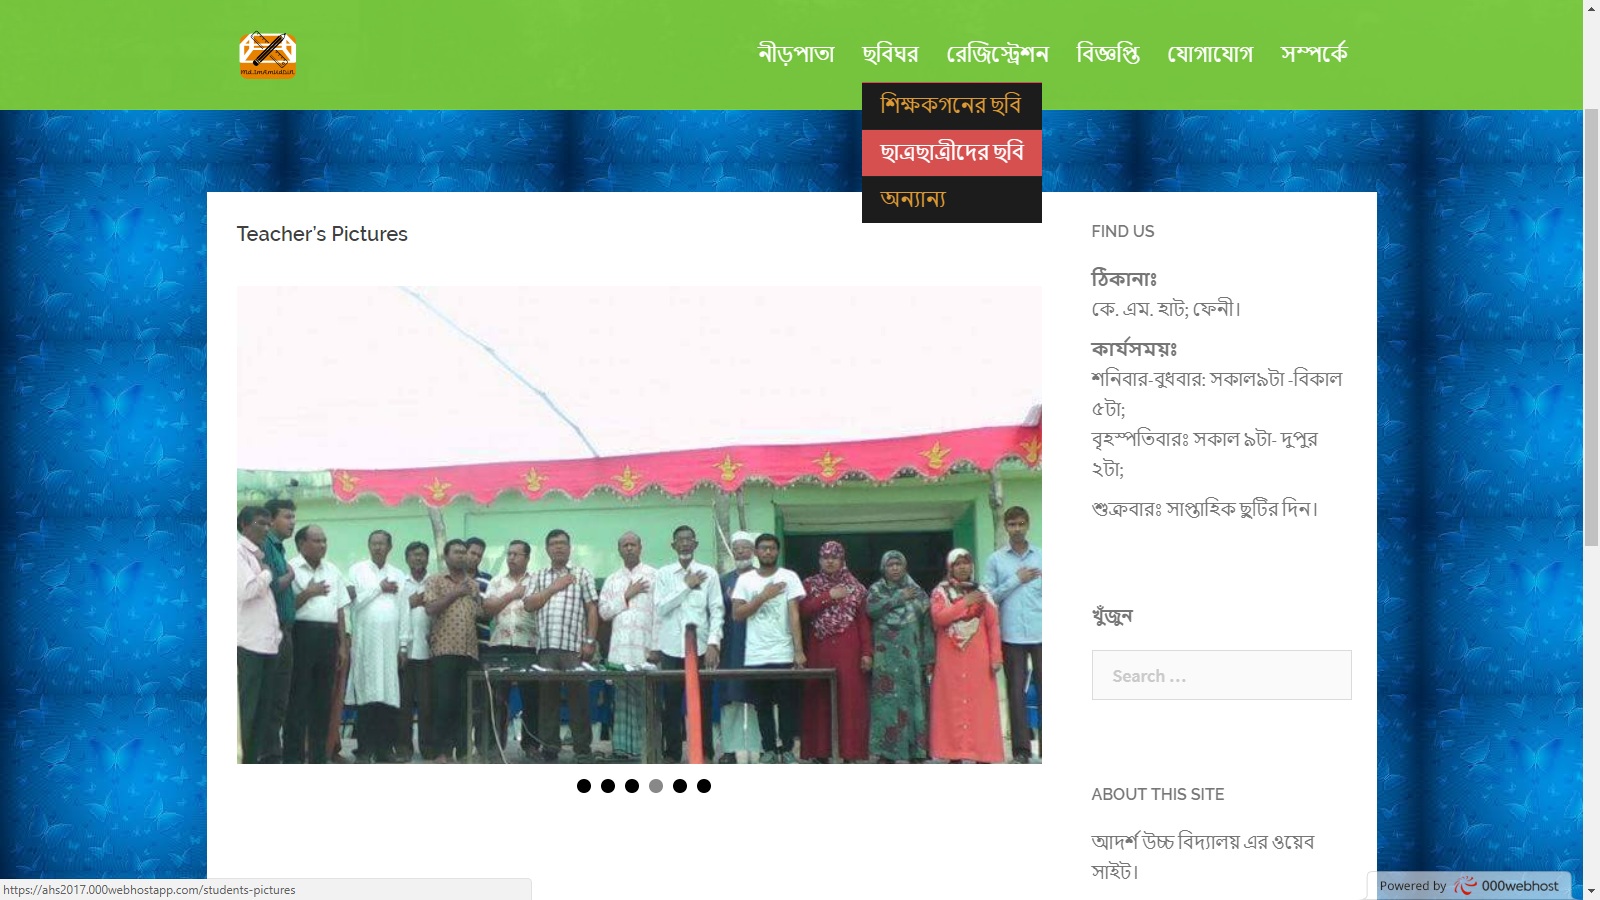 Md.Imamuddin
নীড়পাতা ছবিঘর রেজিস্ট্রেশন বিজ্ঞপ্তি যোগাযোগ সম্পর্কে
শিক্ষকগনের ছবি
ছাত্রছাত্রীদের ছবি
অন্যান্য
Teacher’s Pictures
FIND US
ঠিকানাঃ
কে. এম. হাট; ফেনী।
কার্যসময়ঃ
শনিবার-বুধবার: সকাল৯টা -বিকাল
৫টা;
বৃহস্পতিবারঃ সকাল ৯টা- দুপুর
২টা;
শুক্রবারঃ সাপ্তাহিক ছুটির দিন।
খুঁজুন
Search …
ABOUT THIS SITE
আদর্শ উচ্চ বিদ্যালয় এর ওয়েব
সাইট।
https://ahs2017.000webhostapp.com/students-pictures
Powered by 000webhost